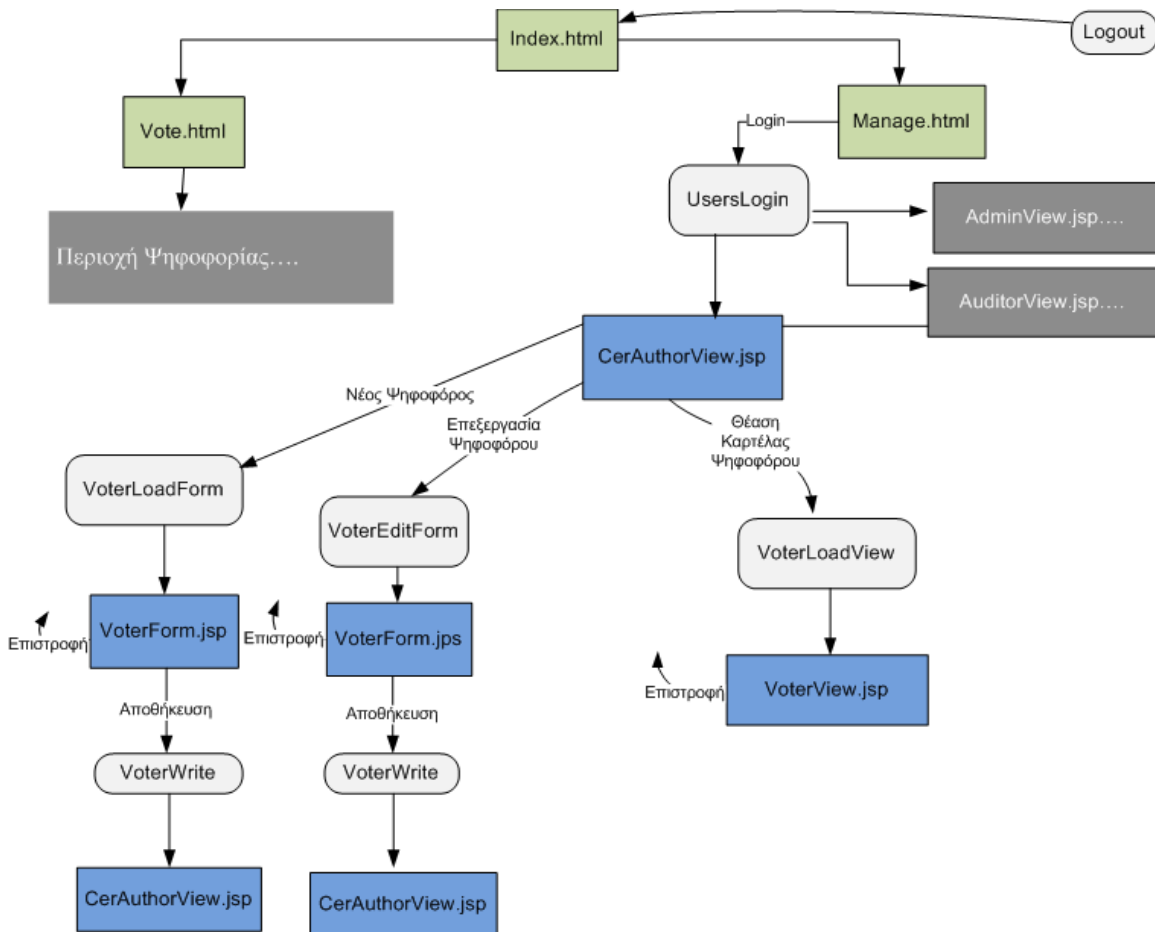 Index.html
Logout
Vote.html
Login
Manage.html
UsersLogin
AdminView.jsp….
Περιοχή Ψηφοφορίας….
AuditorView.jsp….
CerAuthorView.jsp
Νέος Ψηφοφόρος
Επεξεργασία
Ψηφοφόρου
Θέαση
Καρτέλας
Ψηφοφόρου
VoterLoadForm
VoterEditForm
VoterLoadView
Επιστροφή
VoterForm.jsp
Επιστροφή
VoterForm.jps
Επιστροφή
VoterView.jsp
Αποθήκευση
Αποθήκευση
VoterWrite
VoterWrite
CerAuthorView.jsp
CerAuthorView.jsp